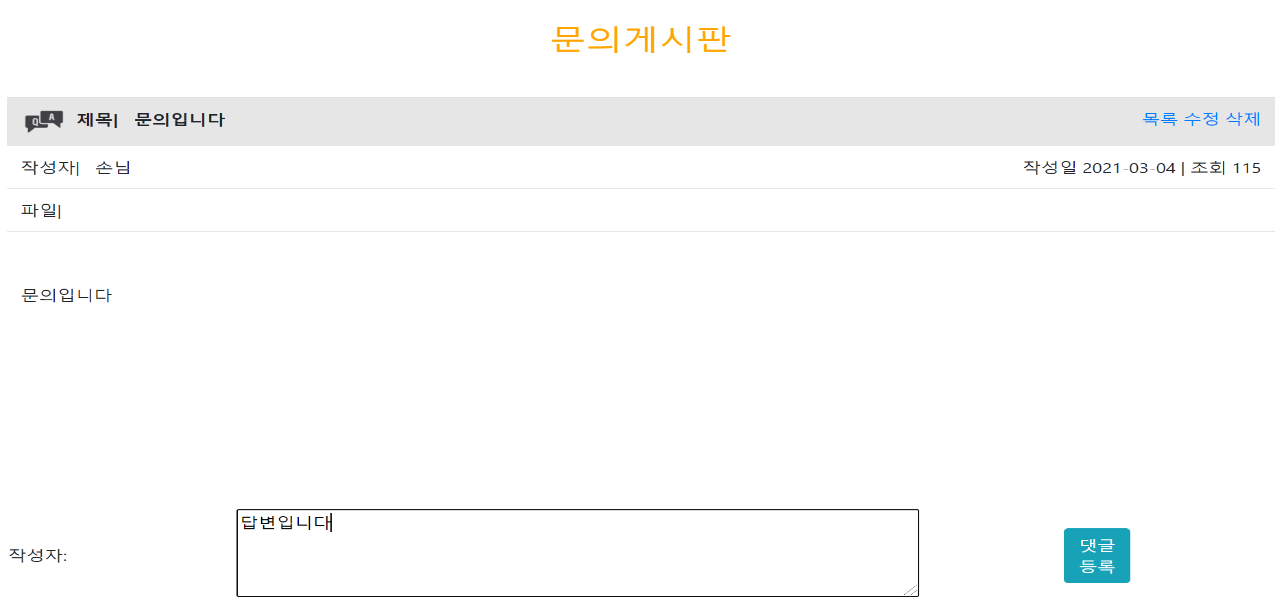 문의게시판
Q A 제목| 문의입니다 목록 수정 삭제
작성자| 손님 작성일 2021-03-04 | 조회 115
파일|
문의입니다
답변입니다
작성자:
댓글
등록